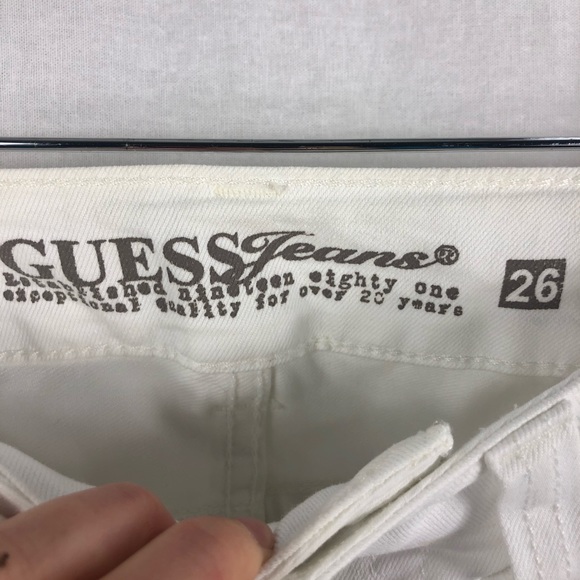 GUESS Jeans®
Established nineteen eighty one
exceptional quality for over 20 years
26